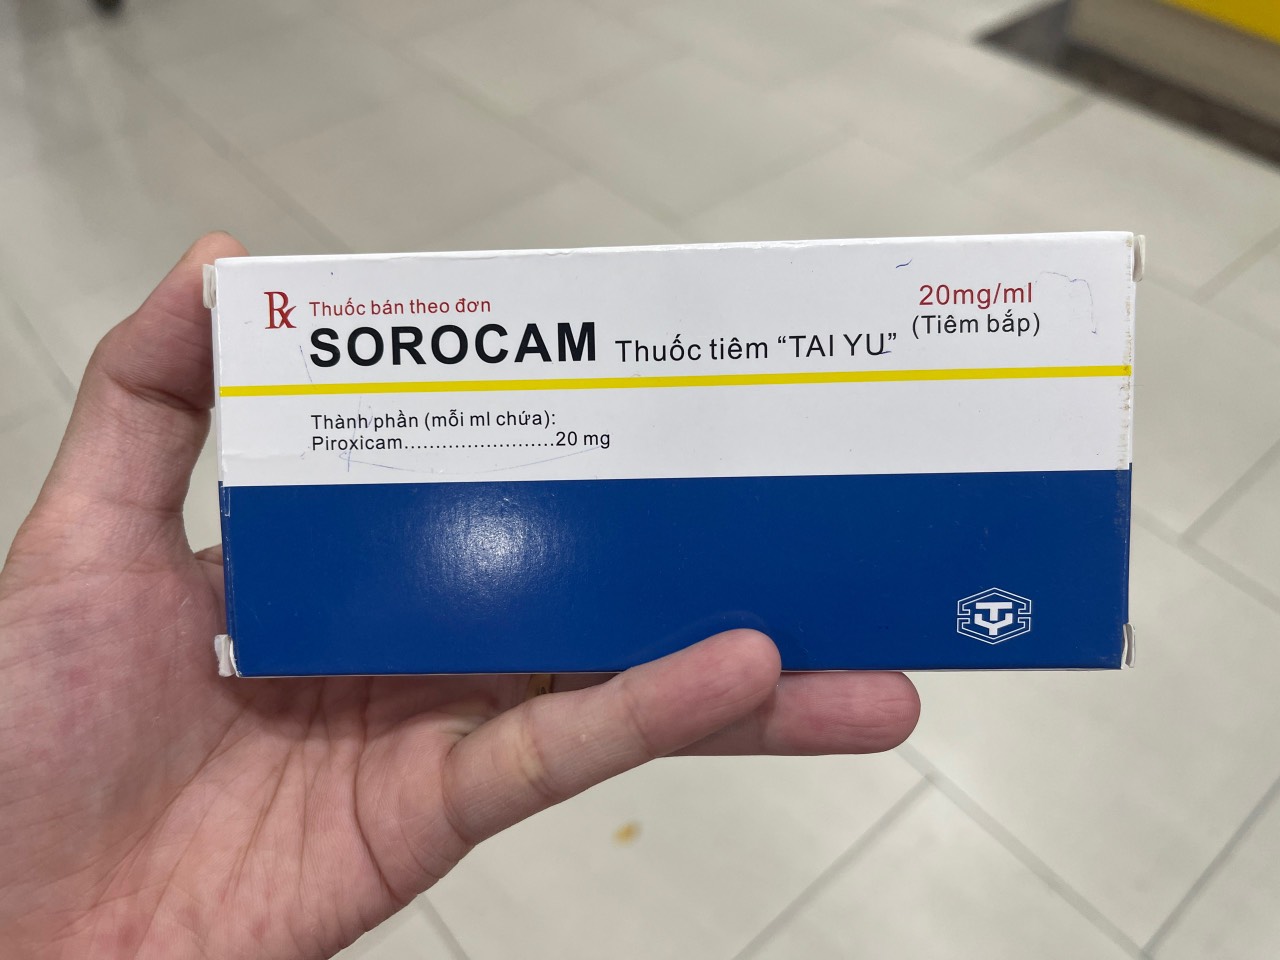 Rx Thuốc bán theo đơn
SOROCAM Thuốc tiêm “TAI YU”
20mg/ml
(Tiêm bắp)
Thành phần (mỗi ml chứa):
Piroxicam........................20 mg
TY